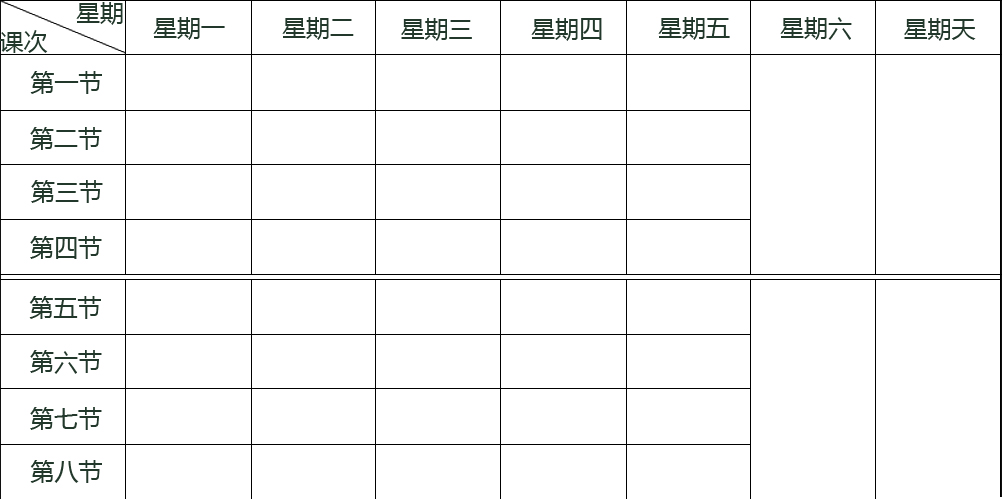 星期
课次
星期一 星期二 星期三 星期四 星期五 星期六 星期天
第一节
第二节
第三节
第四节
第五节
第六节
第七节
第八节